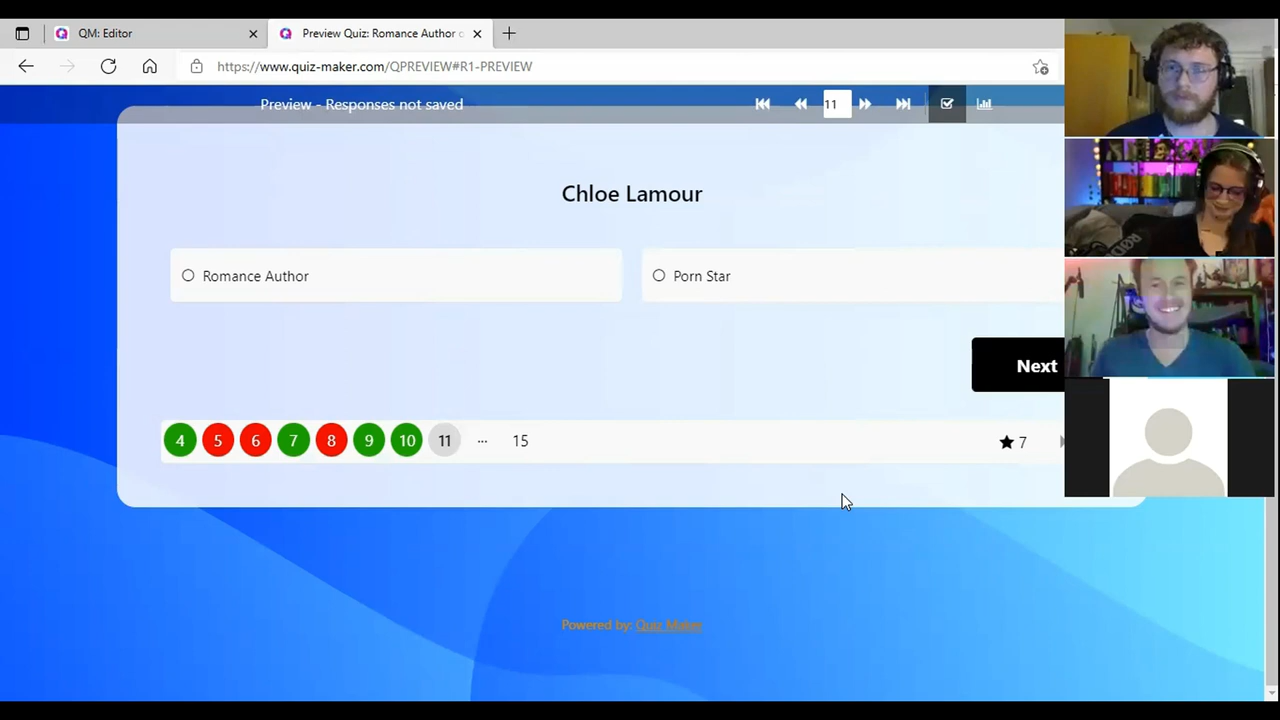 QM: Editor
Preview Quiz: Romance Author
https://www.quiz-maker.com/QPREVIEW#R1-PREVIEW
Preview - Responses not saved
11
Chloe Lamour
Romance Author
Porn Star
Next
4 5 6 7 8 9 10 11 ... 15
7
Powered by: Quiz Maker